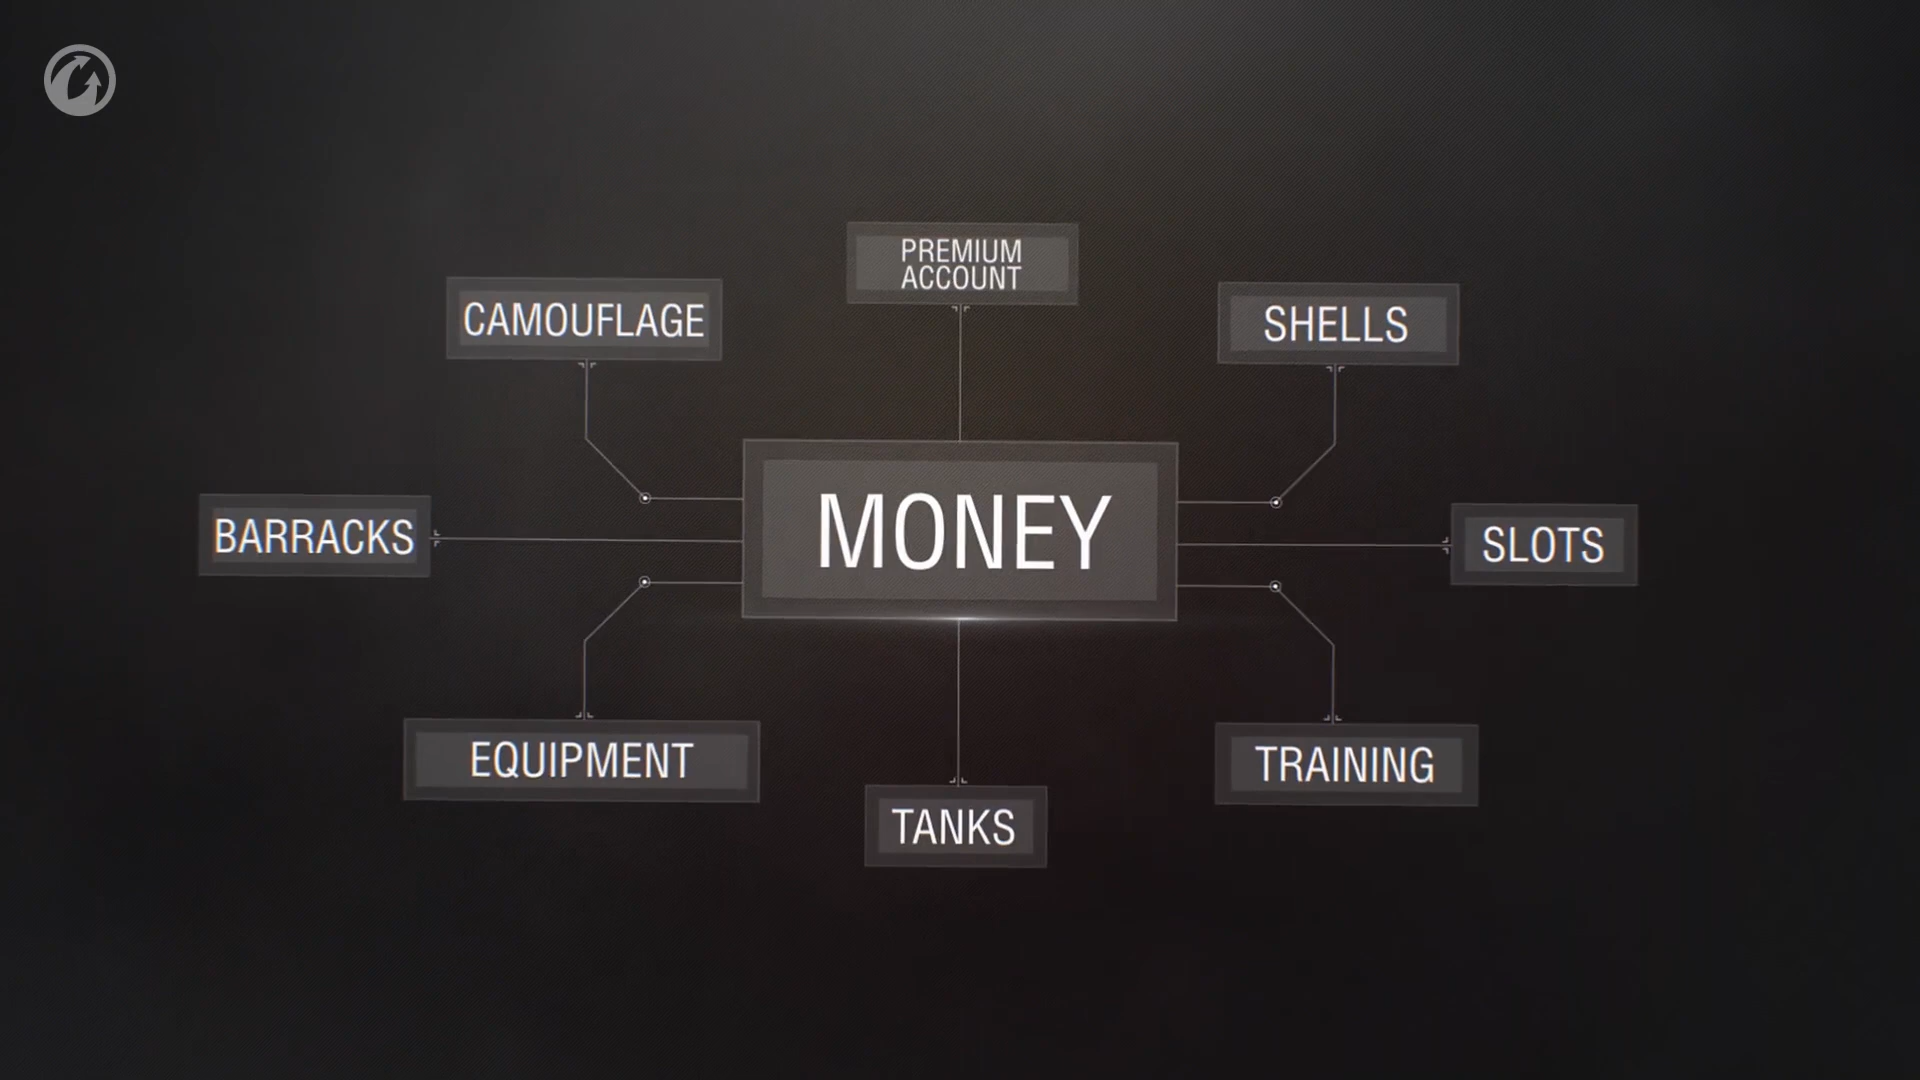 PREMIUM
ACCOUNT
CAMOUFLAGE
SHELLS
MONEY
BARRACKS
SLOTS
EQUIPMENT
TRAINING
TANKS